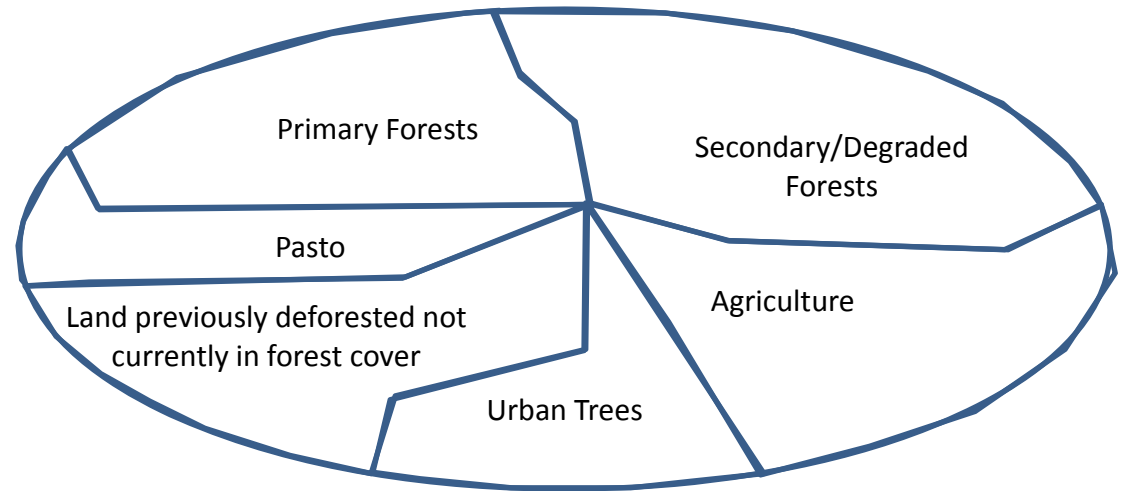 Primary Forests
Secondary/Degraded
Forests
Pasto
Agriculture
Land previously deforested not
currently in forest cover
Urban Trees